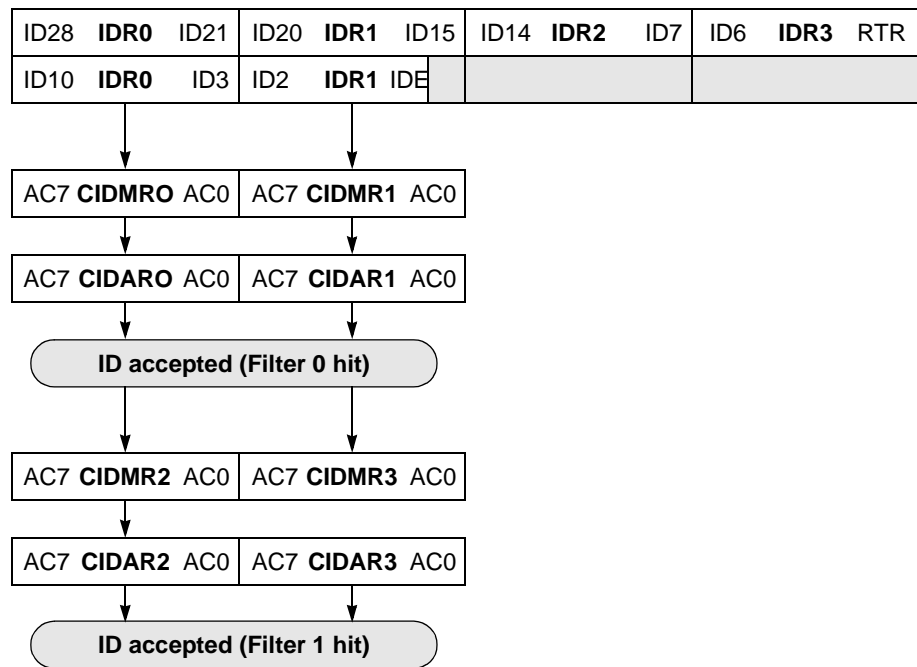 ID28 IDR0 ID21 ID20 IDR1 ID15 ID14 IDR2 ID7 ID6 IDR3 RTR
ID10 IDR0 ID3 ID2 IDR1 IDE
AC7 CIDMRO AC0 AC7 CIDMR1 AC0
AC7 CIDARO AC0 AC7 CIDAR1 AC0
ID accepted (Filter 0 hit)
AC7 CIDMR2 AC0 AC7 CIDMR3 AC0
AC7 CIDAR2 AC0 AC7 CIDAR3 AC0
ID accepted (Filter 1 hit)